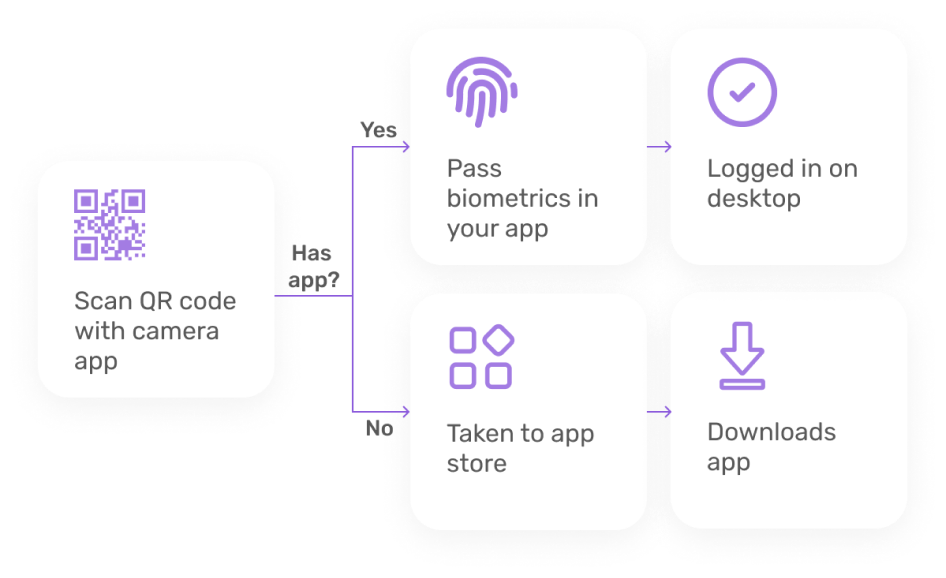 Scan QR code
with camera
app
Has
app?
Yes
Pass
biometrics in
your app
Logged in on
desktop
No
Taken to app
store
Downloads
app